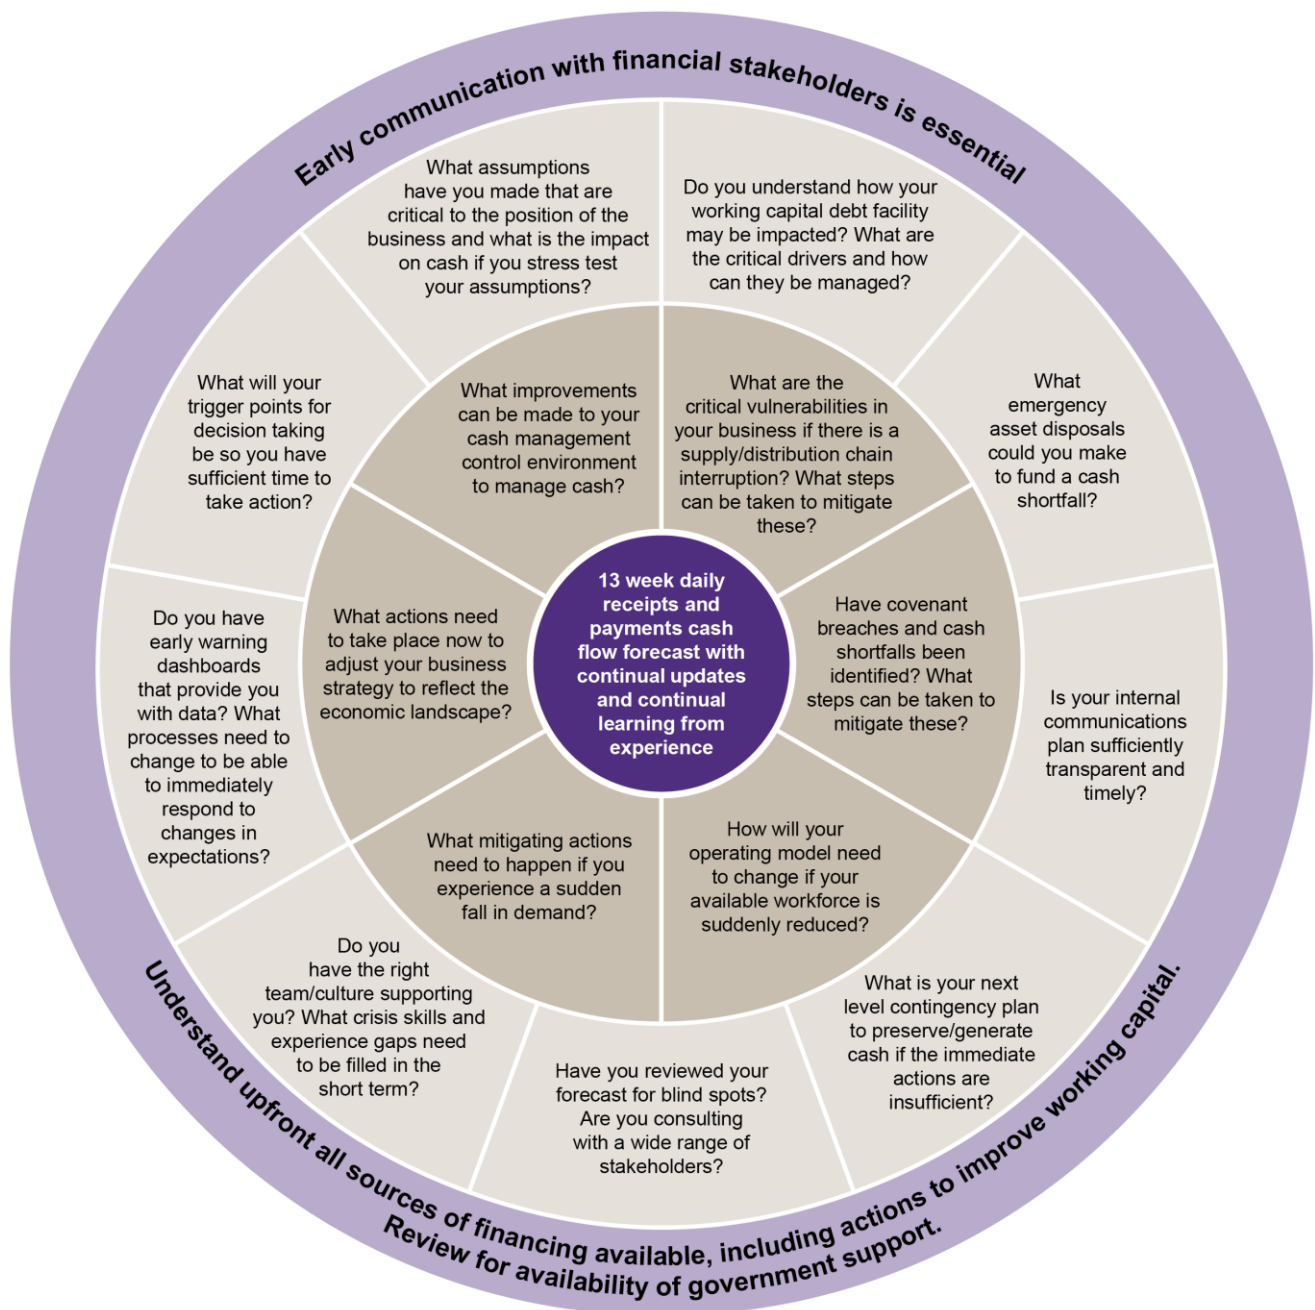 Early communication with financial stakeholders is essential
What assumptions
have you made that are
critical to the position of the
business and what is the impact
on cash if you stress test
your assumptions?
Do you understand how your
working capital debt facility
may be impacted? What are
the critical drivers and how
can they be managed?
What
emergency
asset disposals
could you make
to fund a cash
shortfall?
Is your internal
communications
plan sufficiently
transparent and
timely?
What is your next
level contingency plan
to preserve/generate
cash if the immediate
actions are
insufficient?
Have you reviewed your
forecast for blind spots?
Are you consulting
with a wide range of
stakeholders?
Do you
have the right
team/culture supporting
you? What crisis skills and
experience gaps need
to be filled in the
short term?
Do you have
early warning
dashboards
that provide you
with data? What
processes need to
change to be able
to immediately
respond to
changes in
expectations?
What will your
trigger points for
decision taking
be so you have
sufficient time to
take action?
What improvements
can be made to your
cash management
control environment
to manage cash?
What are the
critical vulnerabilities in
your business if there is a
supply/distribution chain
interruption? What steps
can be taken to mitigate
these?
Have covenant
breaches and cash
shortfalls been
identified? What
steps can be taken to
mitigate these?
How will your
operating model need
to change if your
available workforce is
suddenly reduced?
What mitigating actions
need to happen if you
experience a sudden
fall in demand?
What actions need
to take place now to
adjust your business
strategy to reflect the
economic landscape?
13 week daily
receipts and
payments cash
flow forecast with
continual updates
and continual
learning from
experience
Understand upfront all sources of financing available, including actions to improve working capital.
Review for availability of government support.